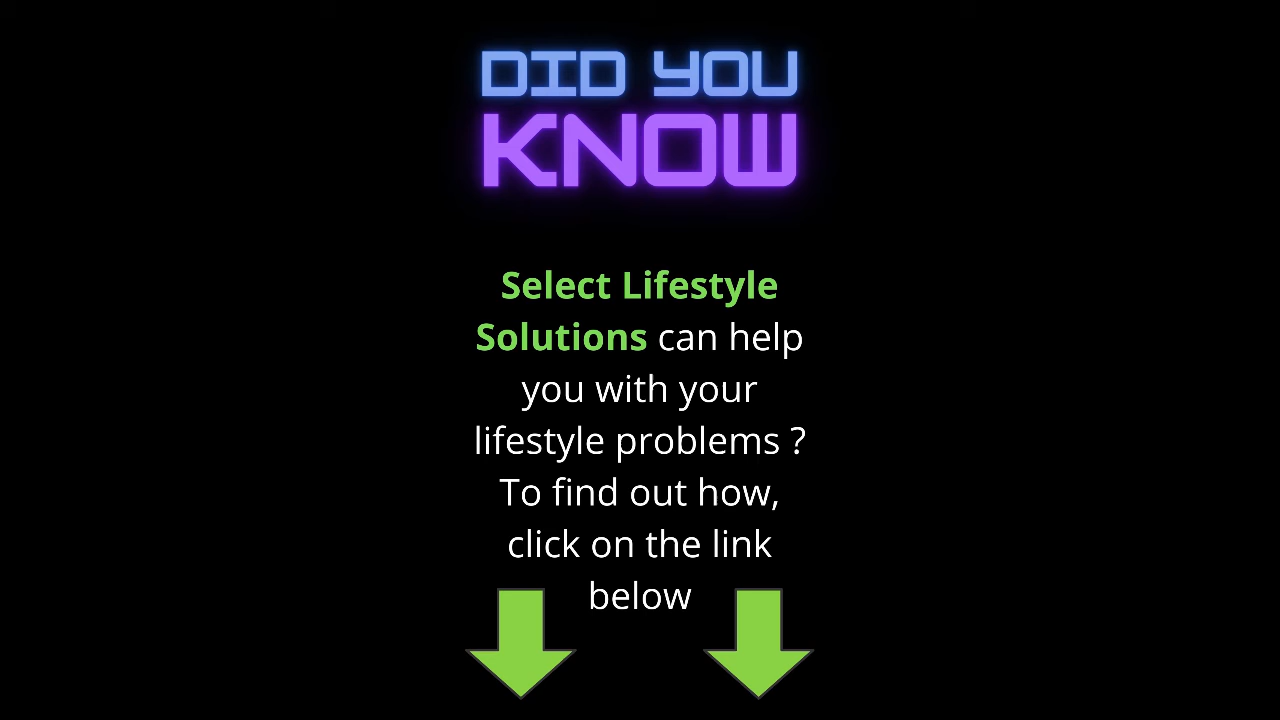 DID YOU
KNOW
Select Lifestyle
Solutions can help
you with your
lifestyle problems ?
To find out how,
click on the link
below